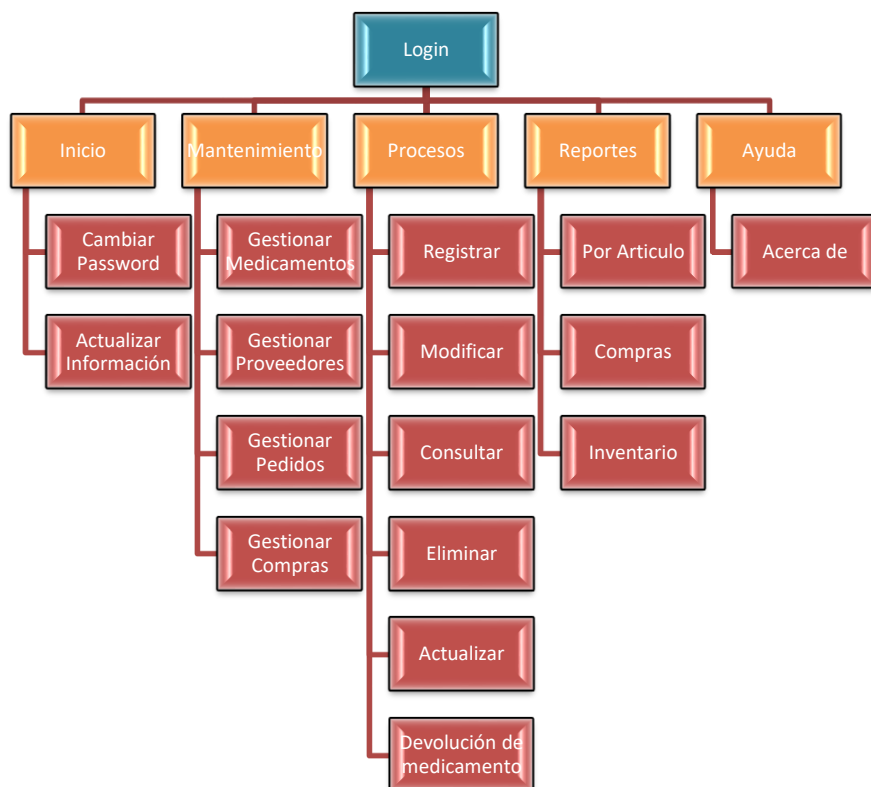 Login
Inicio
Mantenimiento
Procesos
Reportes
Ayuda
Cambiar
Password
Gestionar
Medicamentos
Registrar
Por Articulo
Acerca de
Actualizar
Información
Gestionar
Proveedores
Modificar
Compras
Gestionar
Pedidos
Consultar
Inventario
Gestionar
Compras
Eliminar
Actualizar
Devolución de
medicamento